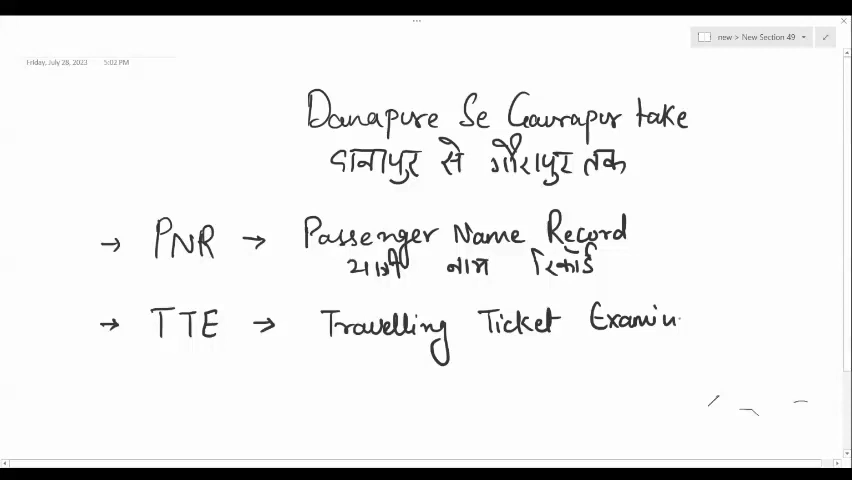 new > New Section 49
Friday, July 28, 2023 5:02 PM
Danapure Se Gaurapur take
दानापुर से गौरापुर तक
→ PNR → Passenger Name Record
यात्री नाम रिकार्ड
→ TTE → Travelling Ticket Examin